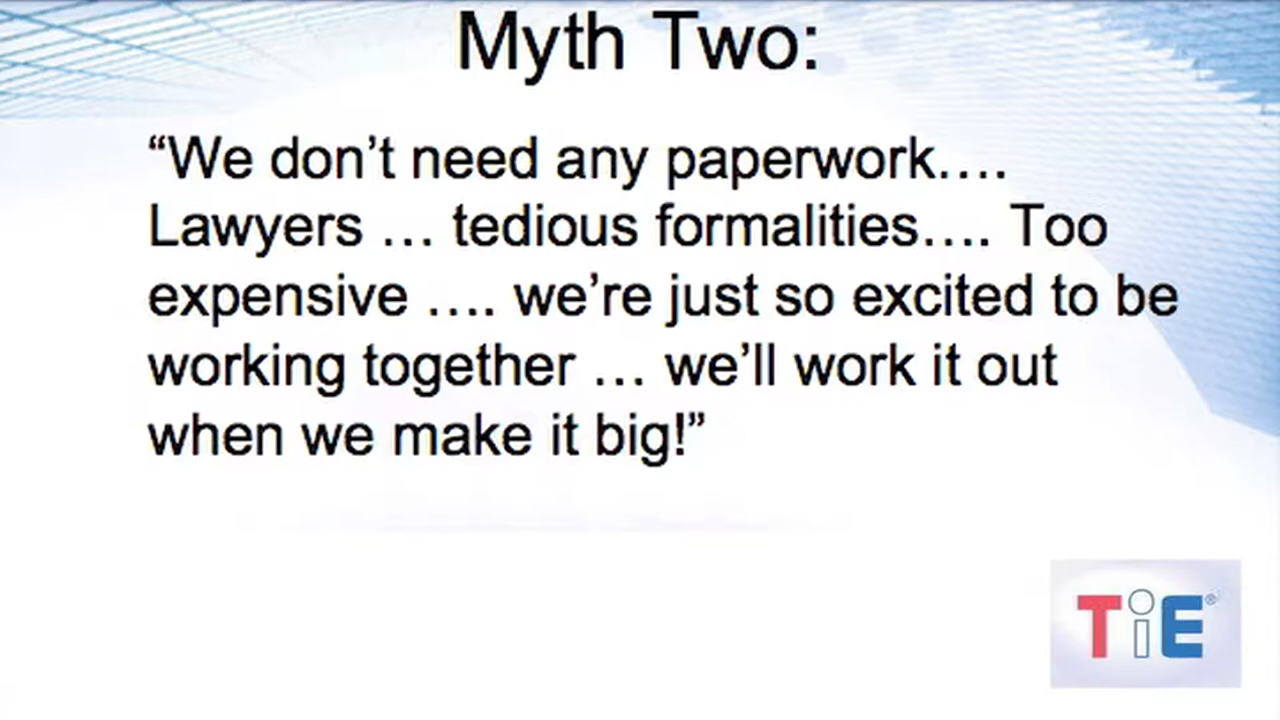 Myth Two:
“We don’t need any paperwork….
Lawyers … tedious formalities…. Too
expensive …. we’re just so excited to be
working together … we’ll work it out
when we make it big!”
TiE®